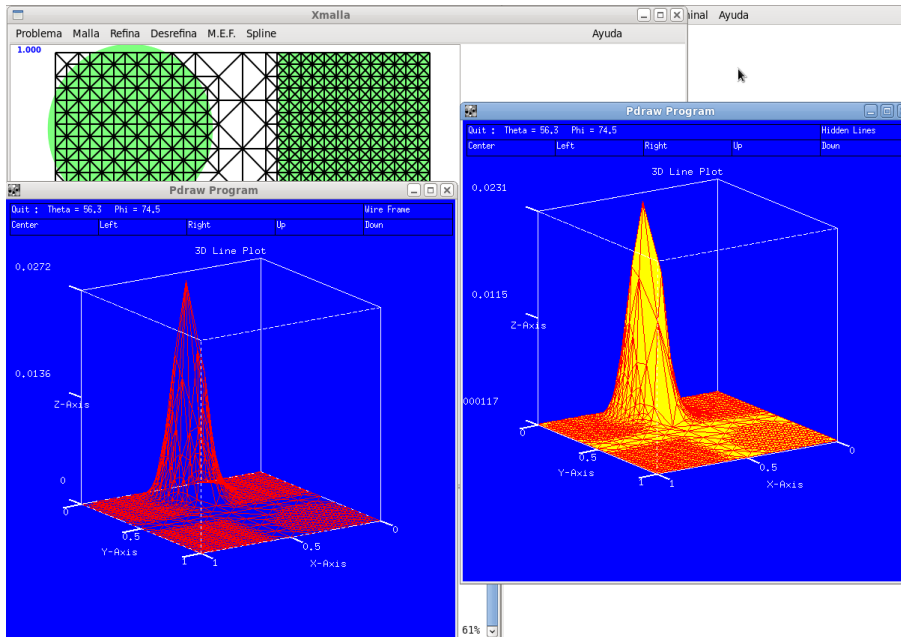 Xmalla
inal Ayuda
Problema Malla Refina Desrefina M.E.F. Spline Ayuda
1.000
Pdraw Program
Quit : Theta = 56.3 Phi = 74.5 Hidden Lines
Center Left Right Up Down
3D Line Plot
0.0231
0.0115
Z-Axis
000117
0
0.5
Y-Axis
1
1
0.5
X-Axis
0
Pdraw Program
Quit : Theta = 56.3 Phi = 74.5 Wire Frame
Center Left Right Up Down
3D Line Plot
0.0272
0.0136
Z-Axis
0
0
0.5
Y-Axis
1
1
0.5
X-Axis
0
61%